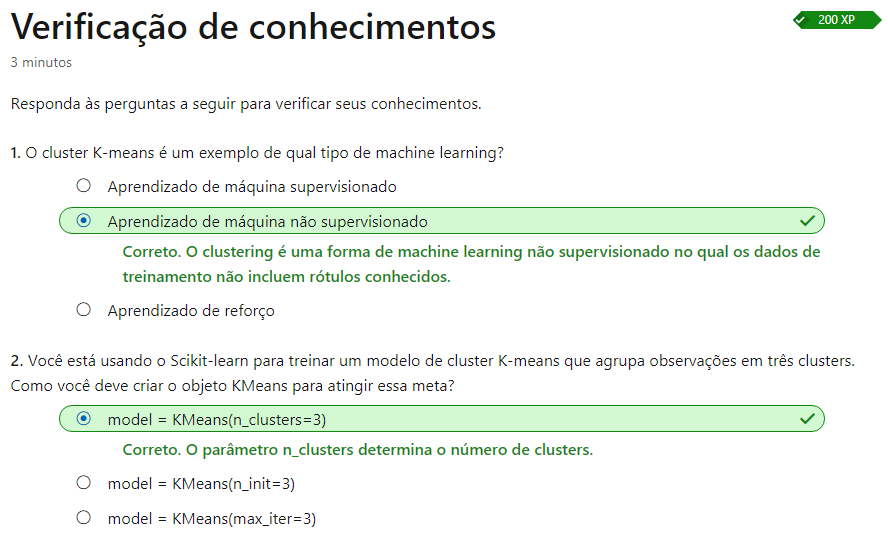 Verificação de conhecimentos
200 XP
3 minutos
Responda às perguntas a seguir para verificar seus conhecimentos.
1. O cluster K-means é um exemplo de qual tipo de machine learning?
Aprendizado de máquina supervisionado
Aprendizado de máquina não supervisionado
Correto. O clustering é uma forma de machine learning não supervisionado no qual os dados de
treinamento não incluem rótulos conhecidos.
Aprendizado de reforço
2. Você está usando o Scikit-learn para treinar um modelo de cluster K-means que agrupa observações em três clusters.
Como você deve criar o objeto KMeans para atingir essa meta?
model = KMeans(n_clusters=3)
Correto. O parâmetro n_clusters determina o número de clusters.
model = KMeans(n_init=3)
model = KMeans(max_iter=3)